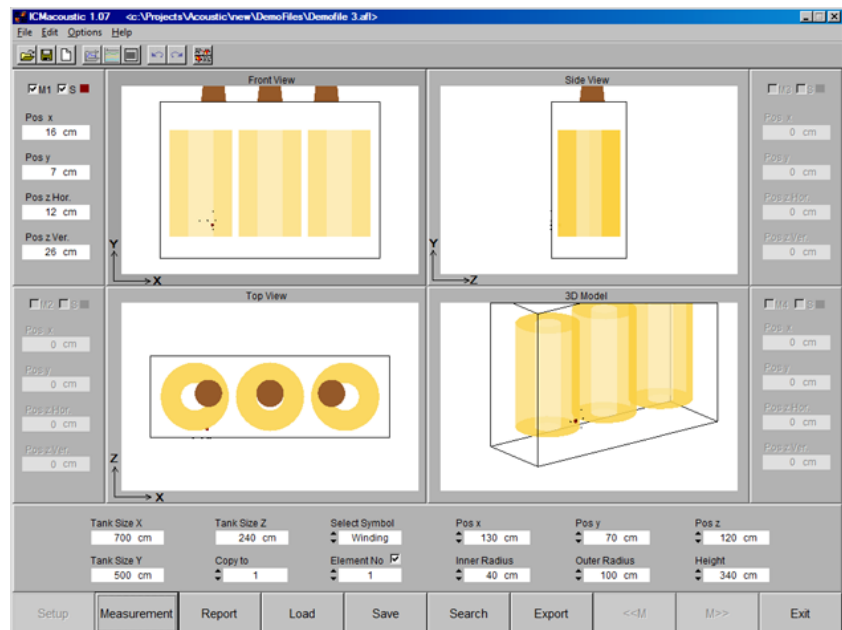 ICMacoustic 1.07 <c:\Projects\Acoustic\new\DemoFiles\Demofile 3.afl>
File Edit Options Help
M1 S
Pos x
16 cm
Pos y
7 cm
Pos z Hor.
12 cm
Pos z Ver.
26 cm
Front View
Y
X
Side View
Y
Z
M3 S
Pos x
0 cm
Pos y
0 cm
Pos z Hor.
0 cm
Pos z Ver.
0 cm
M2 S
Pos x
0 cm
Pos y
0 cm
Pos z Hor.
0 cm
Pos z Ver.
0 cm
Top View
Z
X
3D Model
M4 S
Pos x
0 cm
Pos y
0 cm
Pos z Hor.
0 cm
Pos z Ver.
0 cm
Tank Size X Tank Size Z Select Symbol Pos x Pos y Pos z
700 cm 240 cm Winding 130 cm 70 cm 120 cm
Tank Size Y Copy to Element No Inner Radius Outer Radius Height
500 cm 1 1 40 cm 100 cm 340 cm
Setup Measurement Report Load Save Search Export <<M M>> Exit